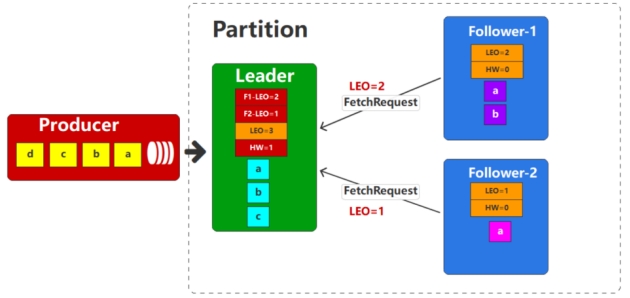 Partition
Producer
d c b a
Leader
F1-LEO=2
F2-LEO=1
LEO=3
HW=1
a
b
c
LEO=2
FetchRequest
FetchRequest
LEO=1
Follower-1
LEO=2
HW=0
a
b
Follower-2
LEO=1
HW=0
a